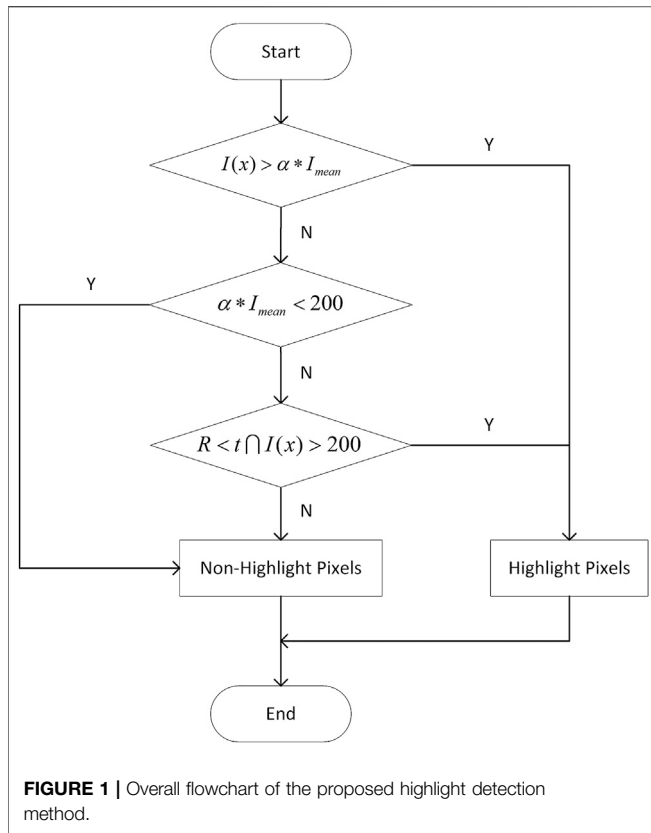 Start
I(x) > α * I_mean
Y
N
Y
α * I_mean < 200
N
R < t ⋂ I(x) > 200
Y
N
Non-Highlight Pixels
Highlight Pixels
End
FIGURE 1 | Overall flowchart of the proposed highlight detection
method.